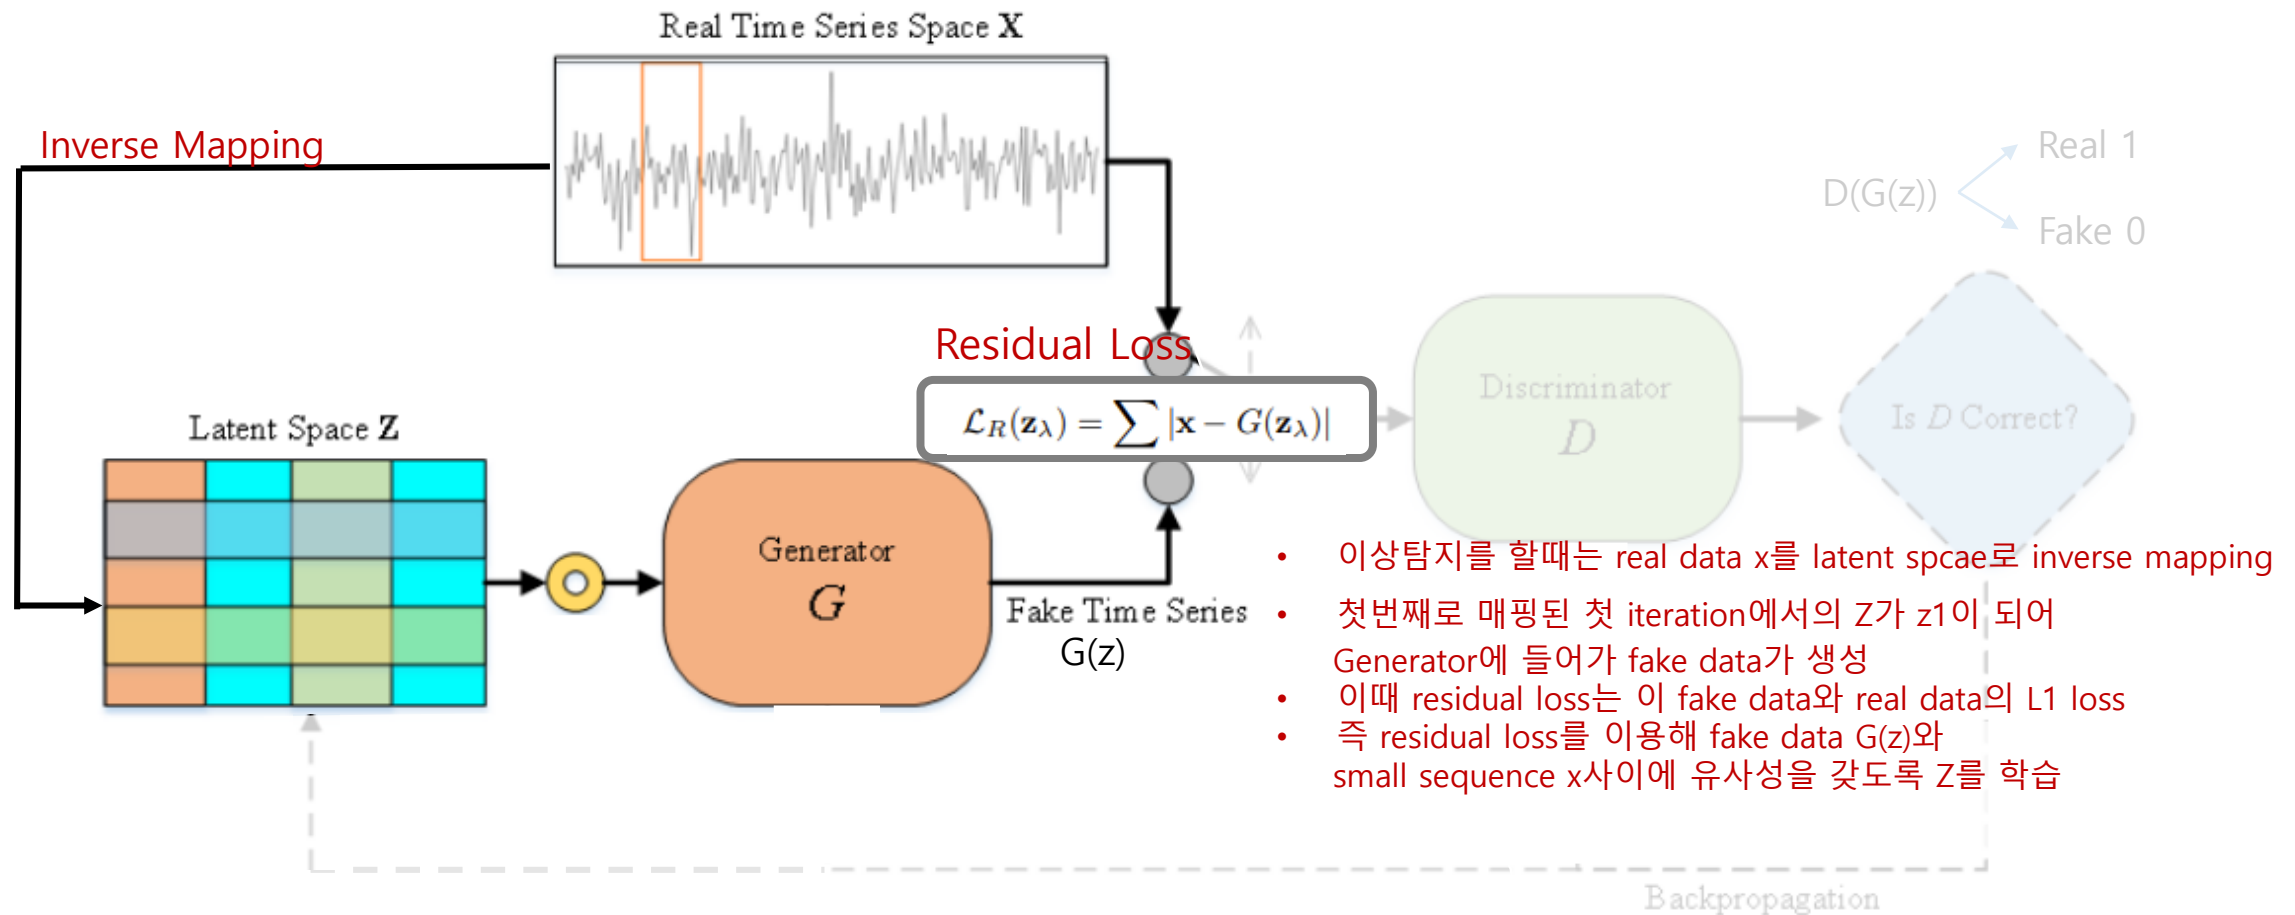 Real Time Series Space X
Inverse Mapping
Real 1
D(G(z))
Fake 0
Residual Loss
Discriminator
D
Is D Correct?
ℒ_R(z_λ) = ∑ |x − G(z_λ)|
Latent Space Z
Generator
G
Fake Time Series
G(z)
• 이상탐지를 할때는 real data x를 latent spcae로 inverse mapping
• 첫번째로 매핑된 첫 iteration에서의 Z가 z1이 되어
Generator에 들어가 fake data가 생성
• 이때 residual loss는 이 fake data와 real data의 L1 loss
• 즉 residual loss를 이용해 fake data G(z)와
small sequence x사이에 유사성을 갖도록 Z를 학습
Backpropagation